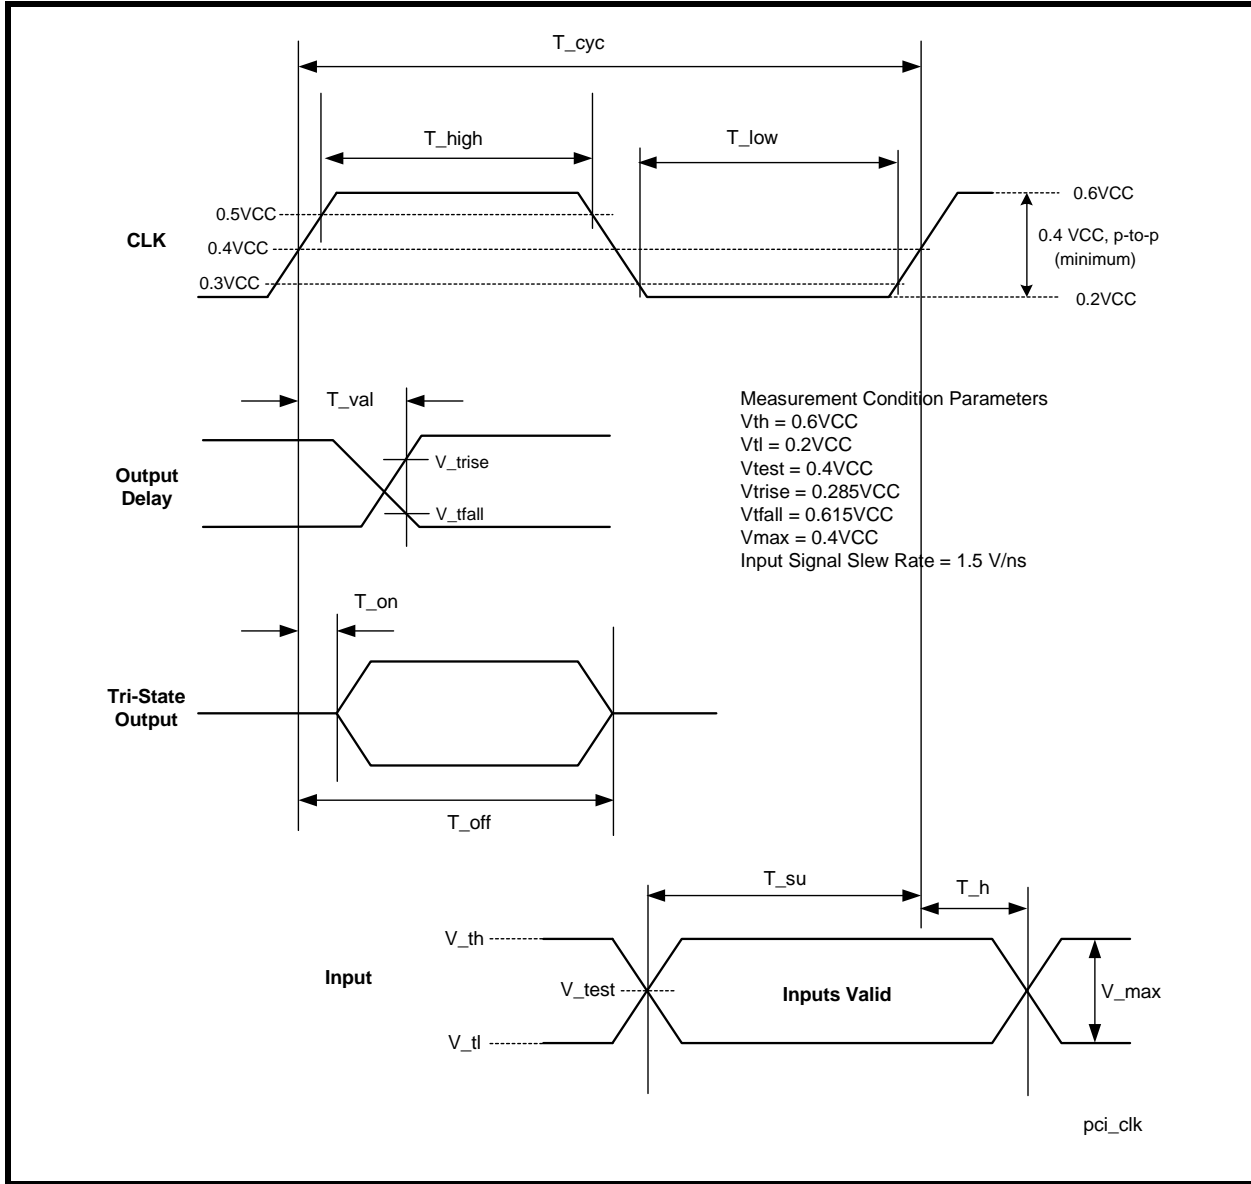 T_cyc
T_high
T_low
0.6VCC
0.5VCC
CLK
0.4VCC
0.4 VCC, p-to-p
(minimum)
0.3VCC
0.2VCC
T_val
Measurement Condition Parameters
Vth = 0.6VCC
Vtl = 0.2VCC
Vtest = 0.4VCC
Vtrise = 0.285VCC
Vtfall = 0.615VCC
Vmax = 0.4VCC
Input Signal Slew Rate = 1.5 V/ns
Output
Delay
V_trise
V_tfall
T_on
Tri-State
Output
T_off
T_su
T_h
V_th
Input
V_test
Inputs Valid
V_max
V_tl
pci_clk